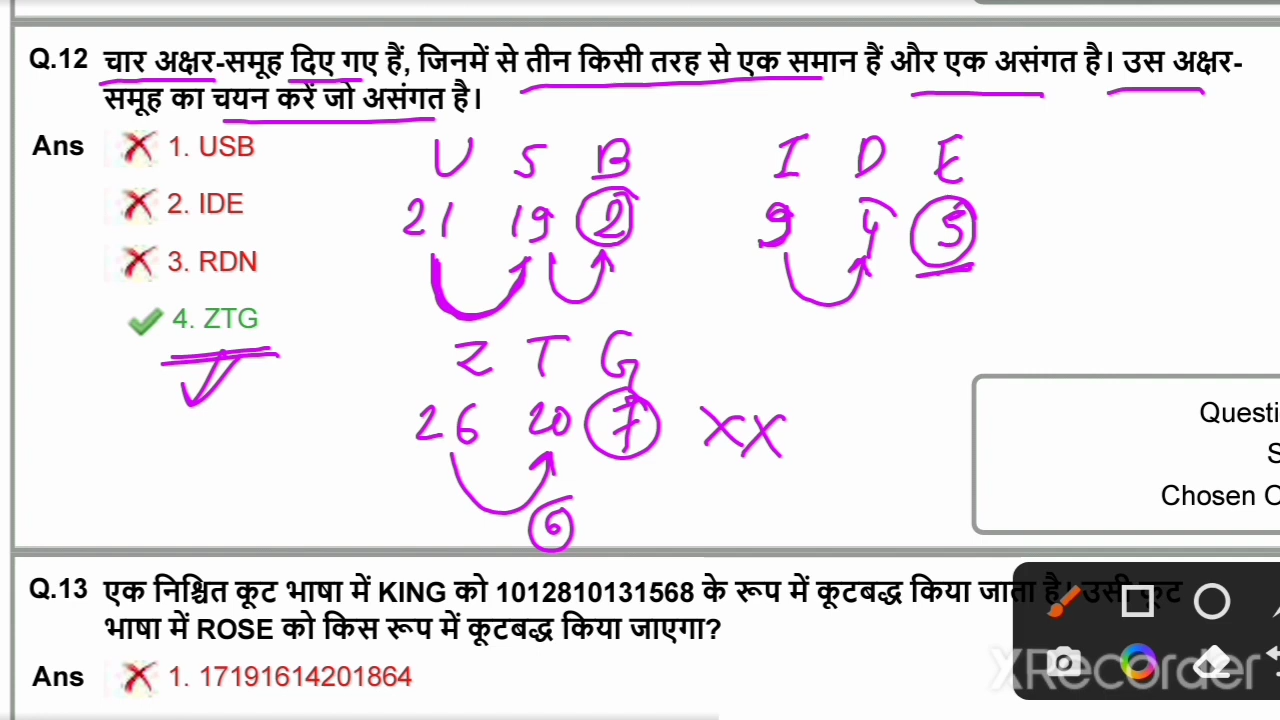 Q.12 चार अक्षर-समूह दिए गए हैं, जिनमें से तीन किसी तरह से एक समान हैं और एक असंगत है। उस अक्षर-
समूह का चयन करें जो असंगत है।
Ans 1. USB
2. IDE
3. RDN
4. ZTG
U S B
21 19 2
I D E
9 4 5
Z T G
26 20 7 XX
6
Questi
S
Chosen O
Q.13 एक निश्चित कूट भाषा में KING को 1012810131568 के रूप में कूटबद्ध किया जाता है। उसी कूट
भाषा में ROSE को किस रूप में कूटबद्ध किया जाएगा?
Ans 1. 17191614201864
XRecorder